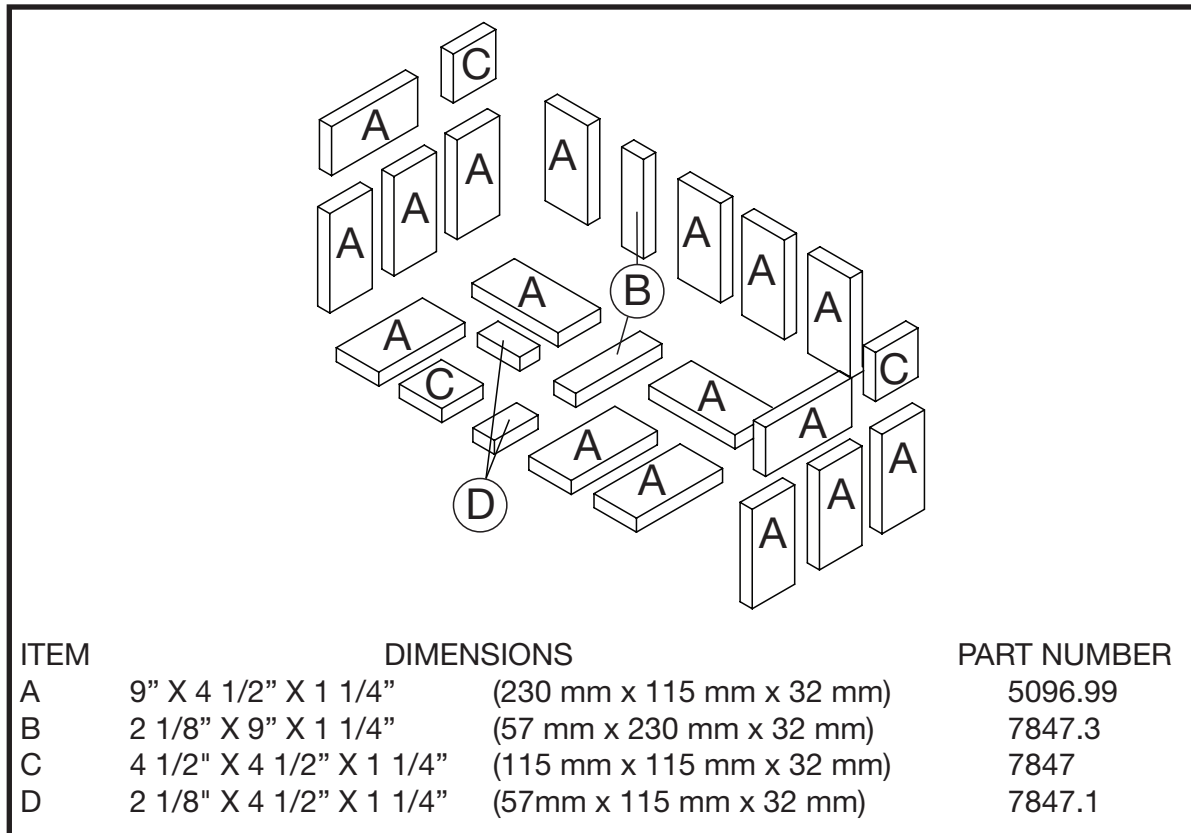 C
A
A
A
A
A
A
A
A
A
B
A
A
C
A
C
A
A
A
A
A
D
A
A
A
ITEM DIMENSIONS PART NUMBER
A 9” X 4 1/2” X 1 1/4” (230 mm x 115 mm x 32 mm) 5096.99
B 2 1/8” X 9” X 1 1/4” (57 mm x 230 mm x 32 mm) 7847.3
C 4 1/2" X 4 1/2” X 1 1/4” (115 mm x 115 mm x 32 mm) 7847
D 2 1/8" X 4 1/2” X 1 1/4” (57mm x 115 mm x 32 mm) 7847.1